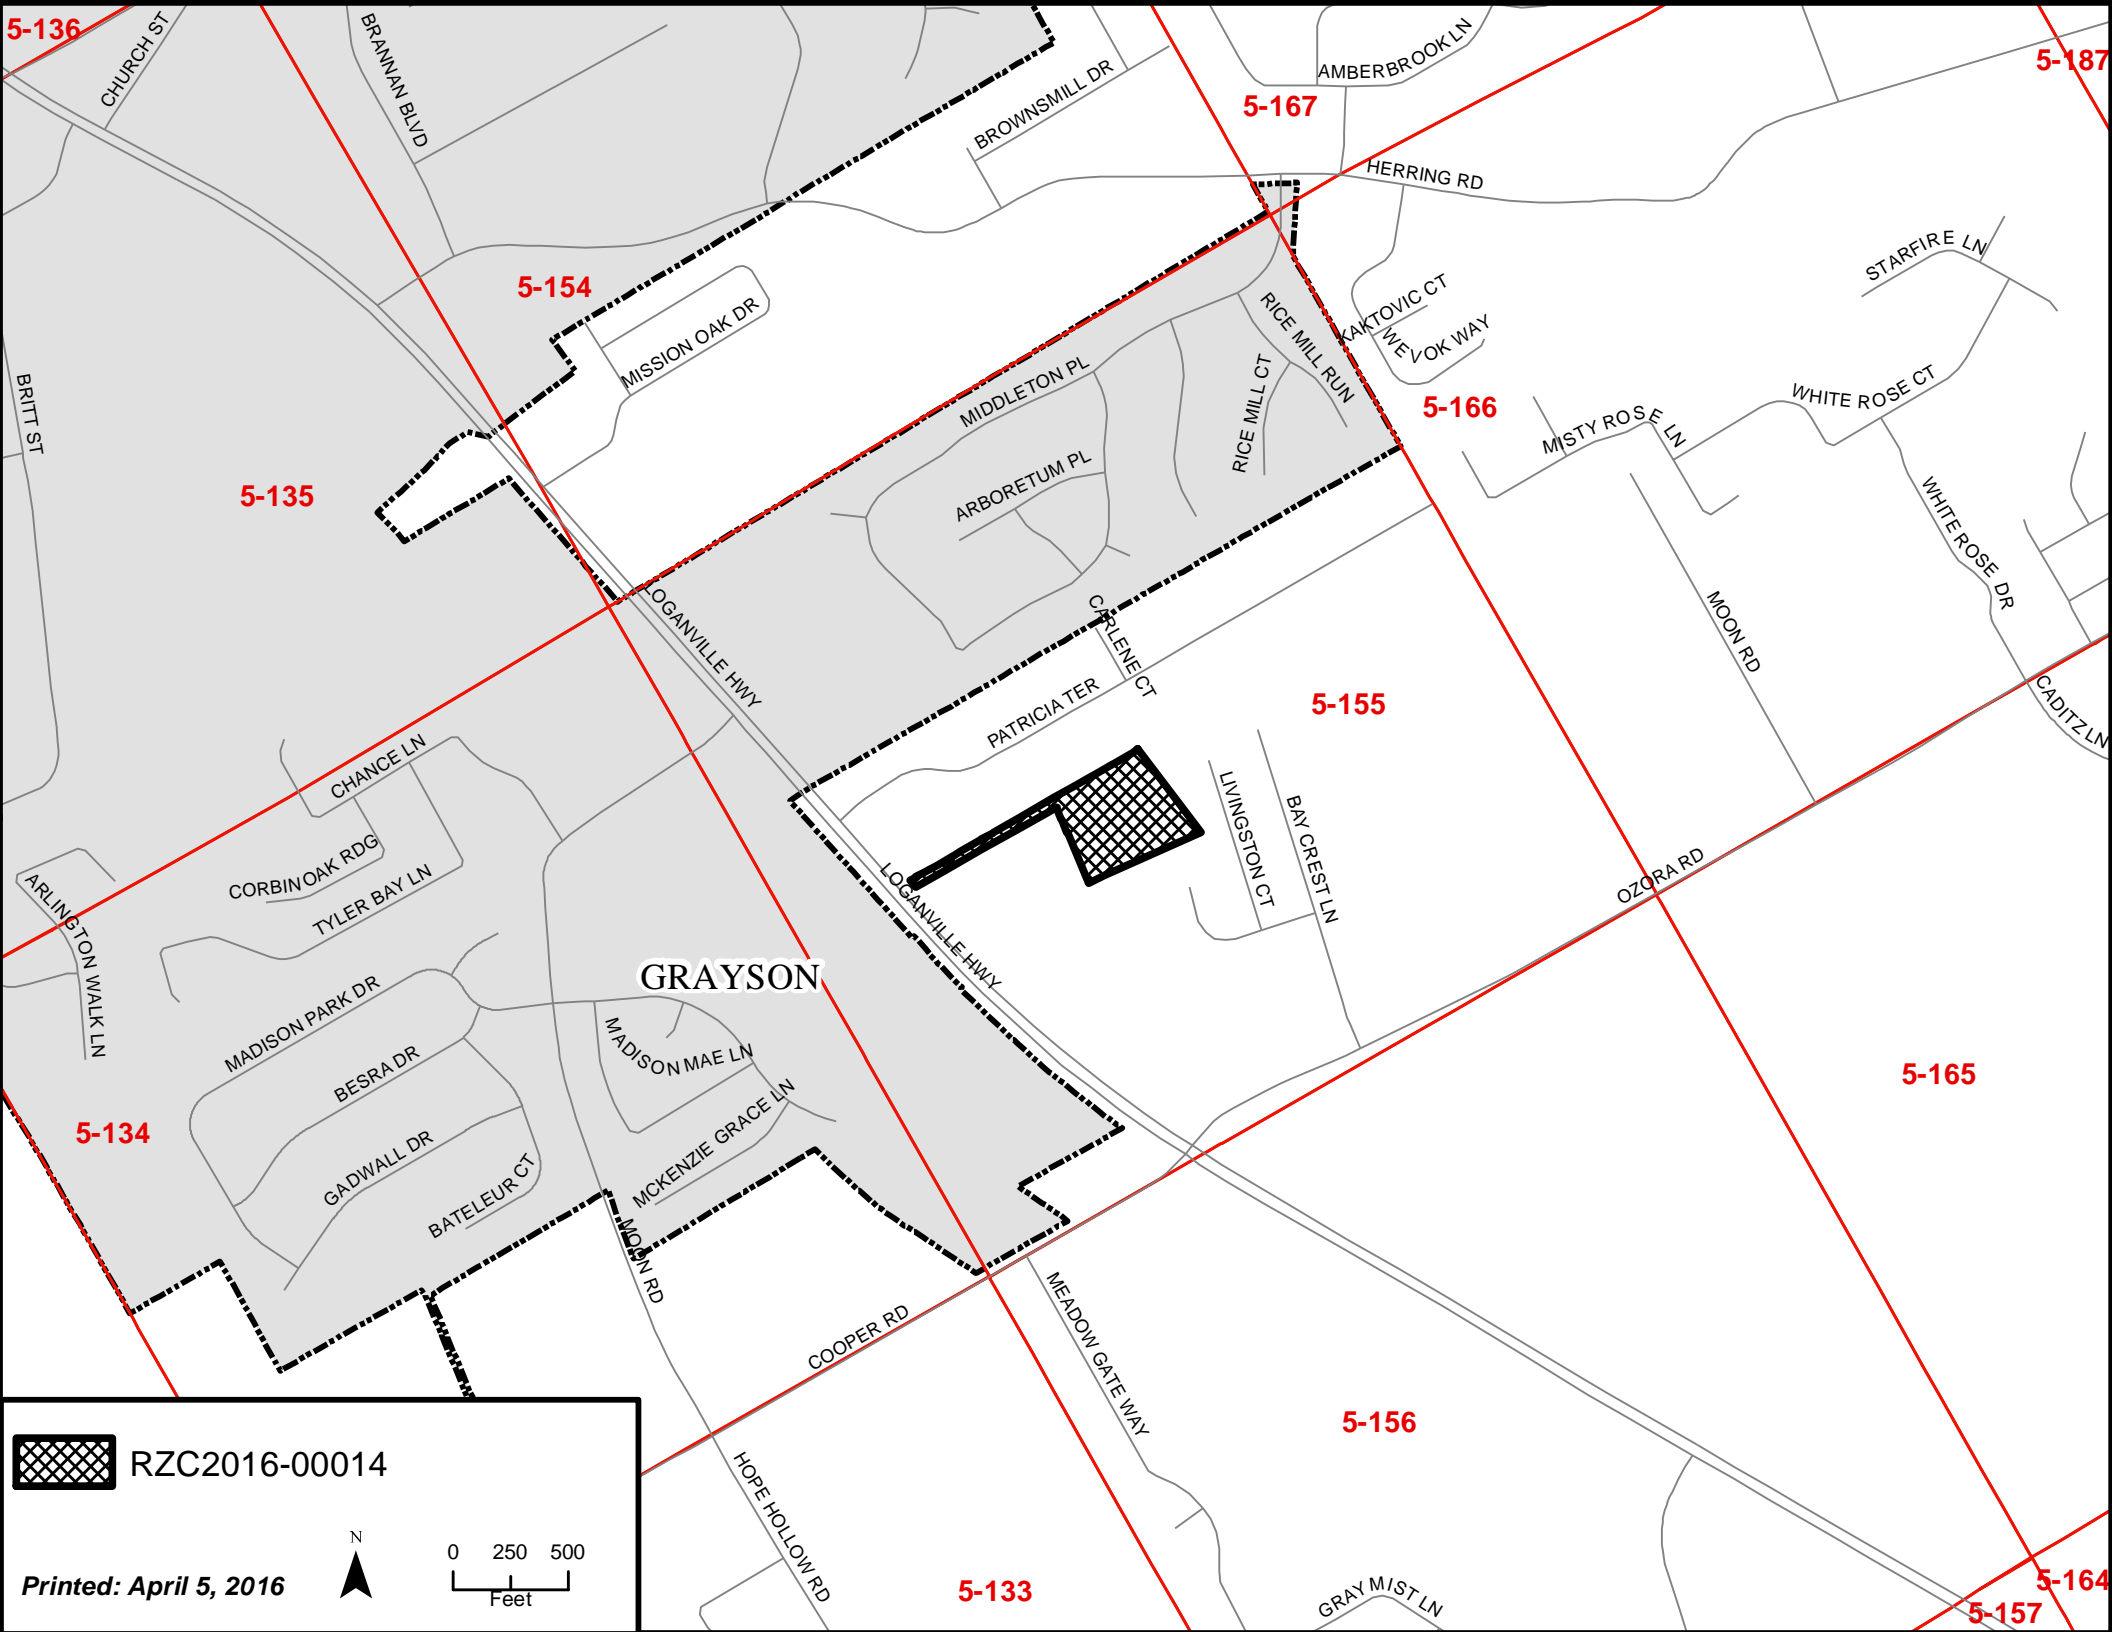 5-136
CHURCH ST
BRANNAN BLVD
BROWNSMILL DR
AMBERBROOK LN
5-167
5-187
HERRING RD
STARFIRE LN
5-154
MISSION OAK DR
KAKTOVIC CT
WEVOK WAY
RICE MILL RUN
RICE MILL CT
MIDDLETON PL
ARBORETUM PL
5-166
WHITE ROSE CT
MISTY ROSE LN
WHITE ROSE DR
BRITT ST
5-135
LOGANVILLE HWY
CARLENE CT
PATRICIA TER
5-155
MOON RD
CADITZ LN
CHANCE LN
CORBIN OAK RDG
TYLER BAY LN
ARLINGTON WALK LN
LIVINGSTON CT
BAY CREST LN
OZORA RD
LOGANVILLE HWY
GRAYSON
MADISON PARK DR
BESRA DR
MADISON MAE LN
MCKENZIE GRACE LN
GADWALL DR
BATELEUR CT
5-134
5-165
MOON RD
COOPER RD
MEADOW GATE WAY
5-156
HOPE HOLLOW RD
5-133
GRAY MIST LN
5-164
5-157
RZC2016-00014
N
0 250 500
Feet
Printed: April 5, 2016